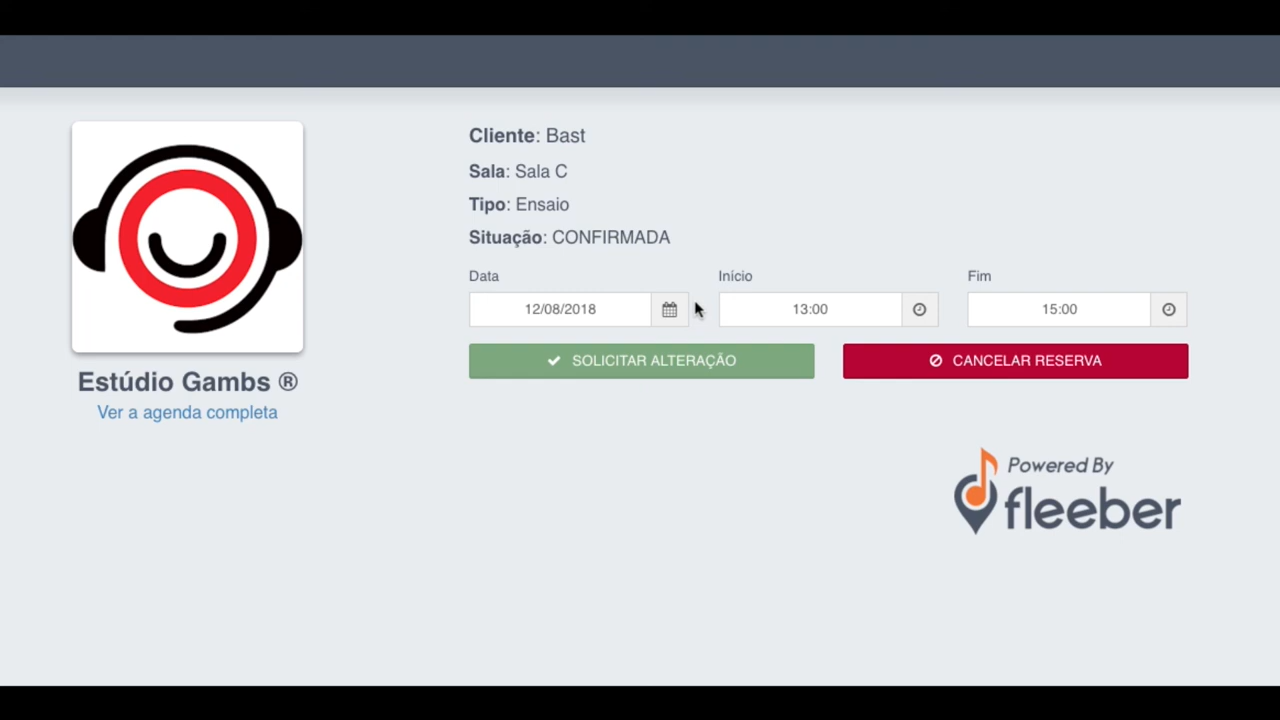 Cliente: Bast
Sala: Sala C
Tipo: Ensaio
Situação: CONFIRMADA
Data
Início
Fim
12/08/2018
13:00
15:00
SOLICITAR ALTERAÇÃO
CANCELAR RESERVA
Estúdio Gambs ®
Ver a agenda completa
Powered By
fleeber